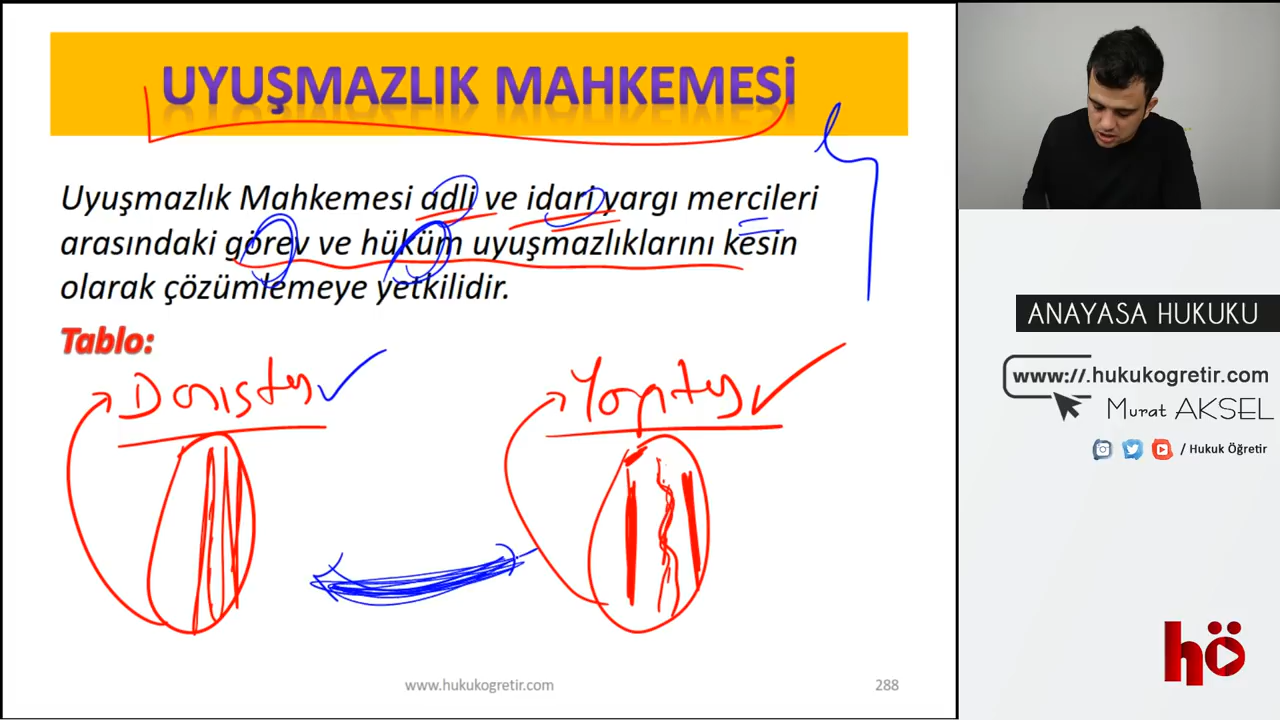 UYUŞMAZLIK MAHKEMESİ
Uyuşmazlık Mahkemesi adli ve idari yargı mercileri
arasındaki görev ve hüküm uyuşmazlıklarını kesin
olarak çözümlemeye yetkilidir.
Tablo:
Danıştay
Yargıtay
www.hukukogretir.com
288
ANAYASA HUKUKU
www://.hukukogretir.com
Murat AKSEL
/ Hukuk Öğretir
hö